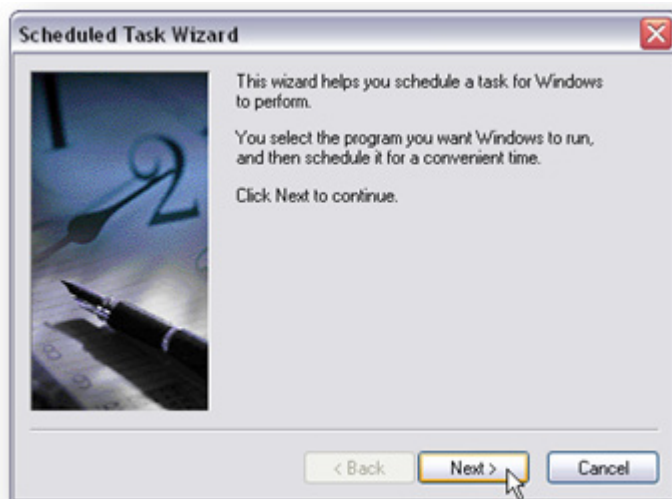 Scheduled Task Wizard
This wizard helps you schedule a task for Windows
to perform.
You select the program you want Windows to run,
and then schedule it for a convenient time.
Click Next to continue.
2
< Back
Next >
Cancel